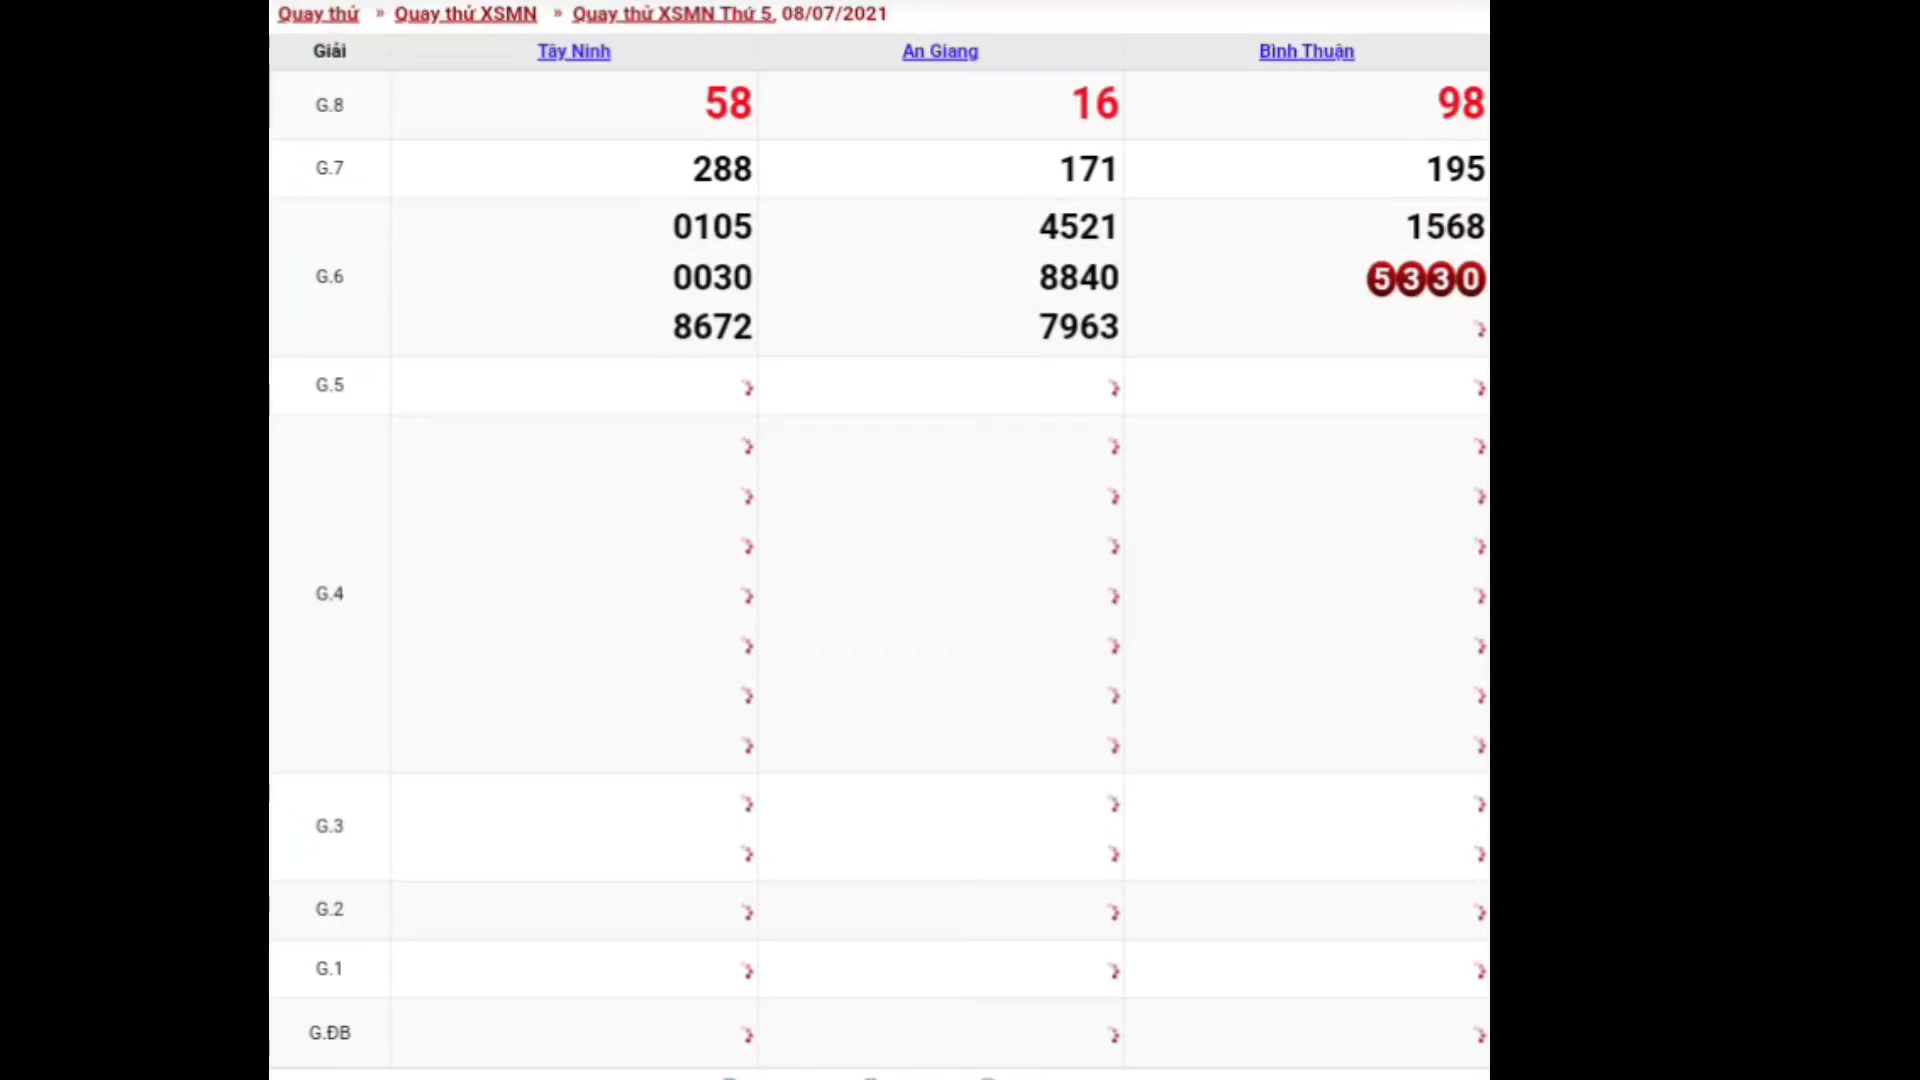 Quay thử » Quay thử XSMN » Quay thử XSMN Thứ 5, 08/07/2021
Giải Tây Ninh An Giang Bình Thuận
G.8 58 16 98
G.7 288 171 195
0105 4521 1568
G.6 0030 8840 5330
8672 7963
G.5
G.4
G.3
G.2
G.1
G.ĐB